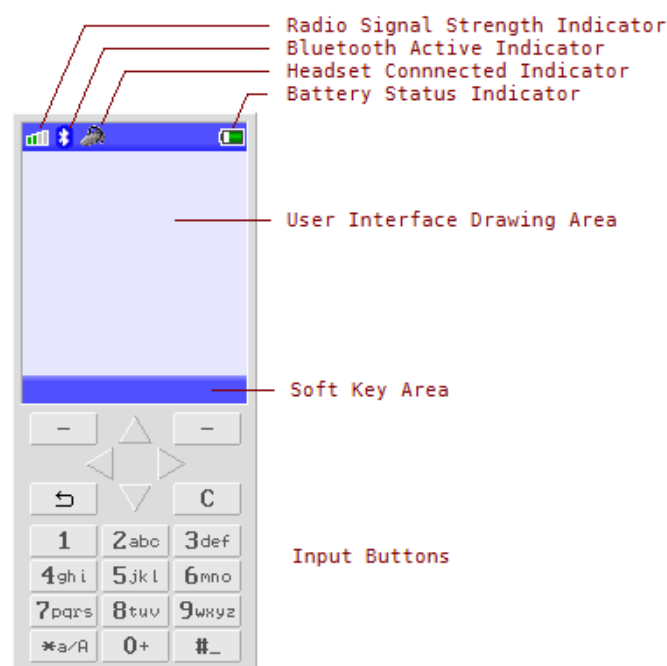 Radio Signal Strength Indicator
Bluetooth Active Indicator
Headset Connnected Indicator
Battery Status Indicator
User Interface Drawing Area
Soft Key Area
– –
C
1 2abc 3def
4ghi 5jkl 6mno
Input Buttons
7pqrs 8tuv 9wxyz
*a/A 0+ #_